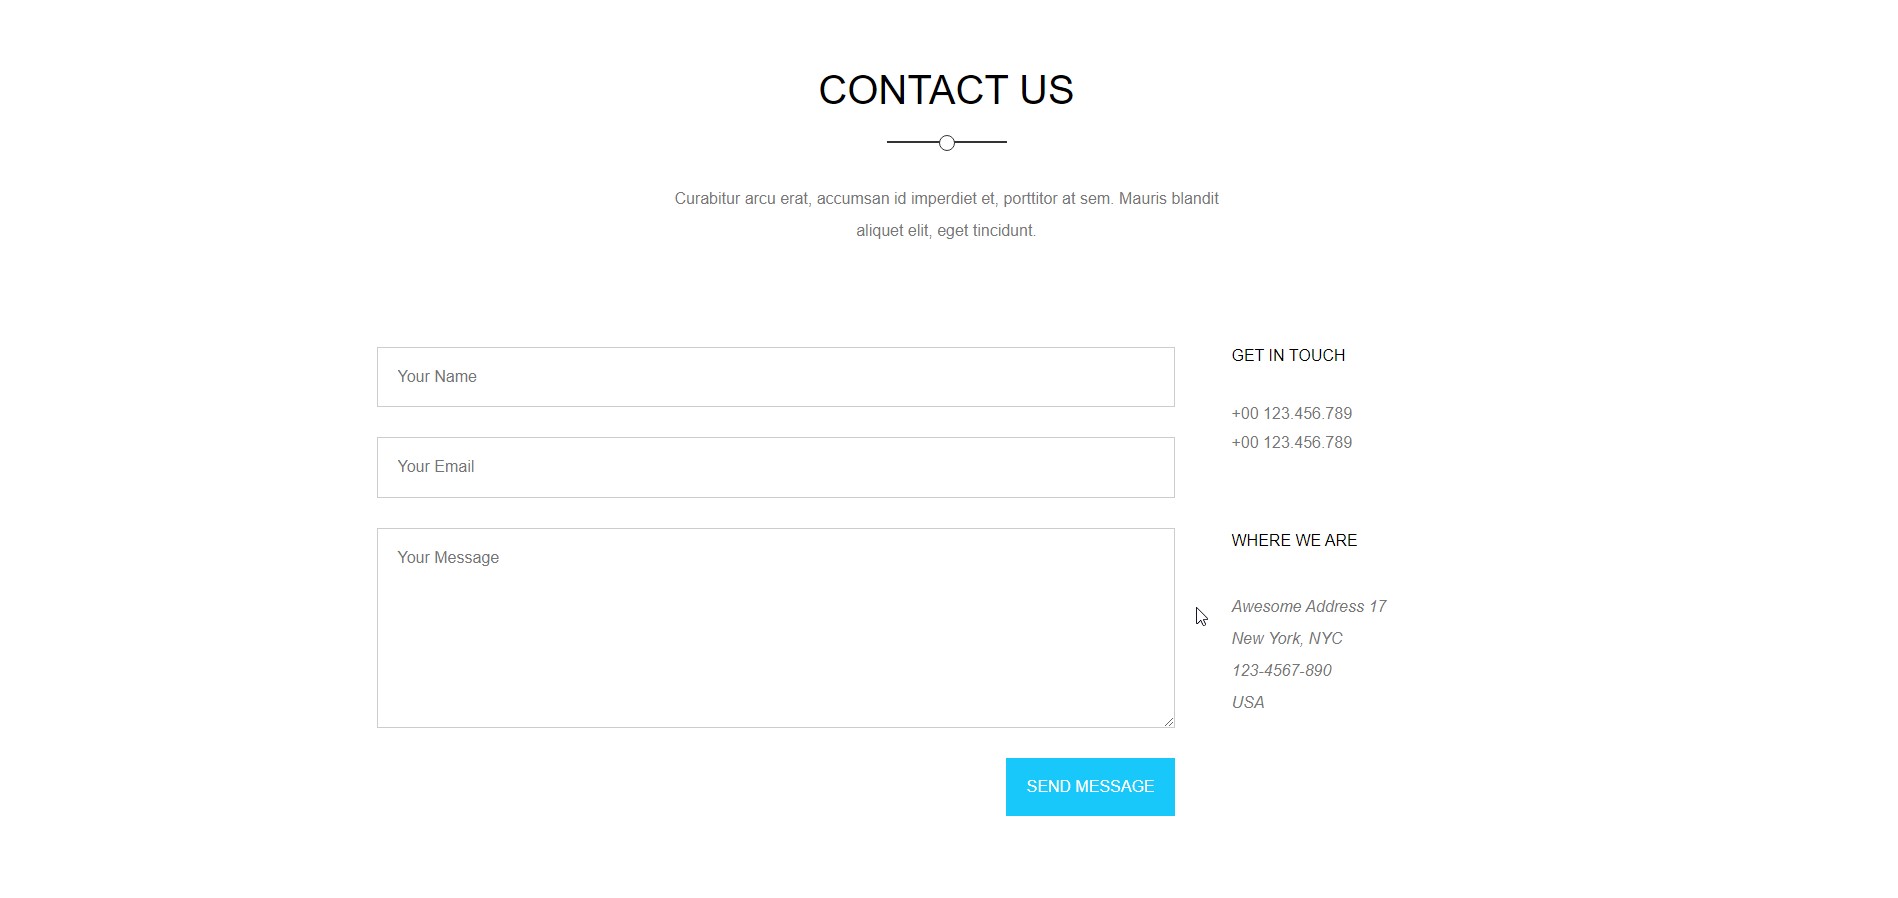 CONTACT US
Curabitur arcu erat, accumsan id imperdiet et, porttitor at sem. Mauris blandit
aliquet elit, eget tincidunt.
Your Name
Your Email
Your Message
SEND MESSAGE
GET IN TOUCH
+00 123.456.789
+00 123.456.789
WHERE WE ARE
Awesome Address 17
New York, NYC
123-4567-890
USA